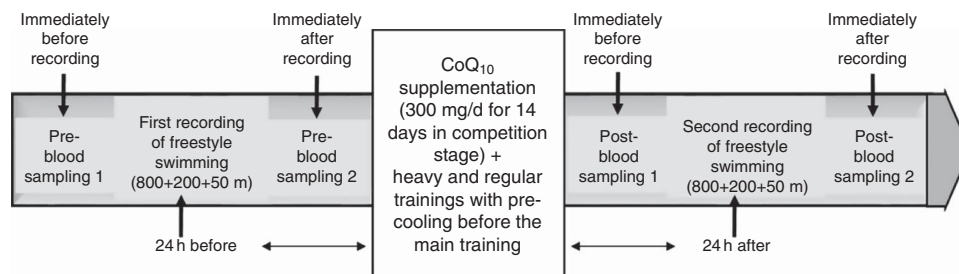 Immediately
before
recording
Immediately
after
recording
Pre-
blood
sampling 1
First recording
of freestyle
swimming
(800+200+50 m)
Pre-
blood
sampling 2
24 h before
CoQ10
supplementation
(300 mg/d for 14
days in competition
stage) +
heavy and regular
trainings with pre-
cooling before the
main training
Immediately
before
recording
Immediately
after
recording
Post-
blood
sampling 1
Second recording
of freestyle
swimming
(800+200+50 m)
Post-
blood
sampling 2
24 h after